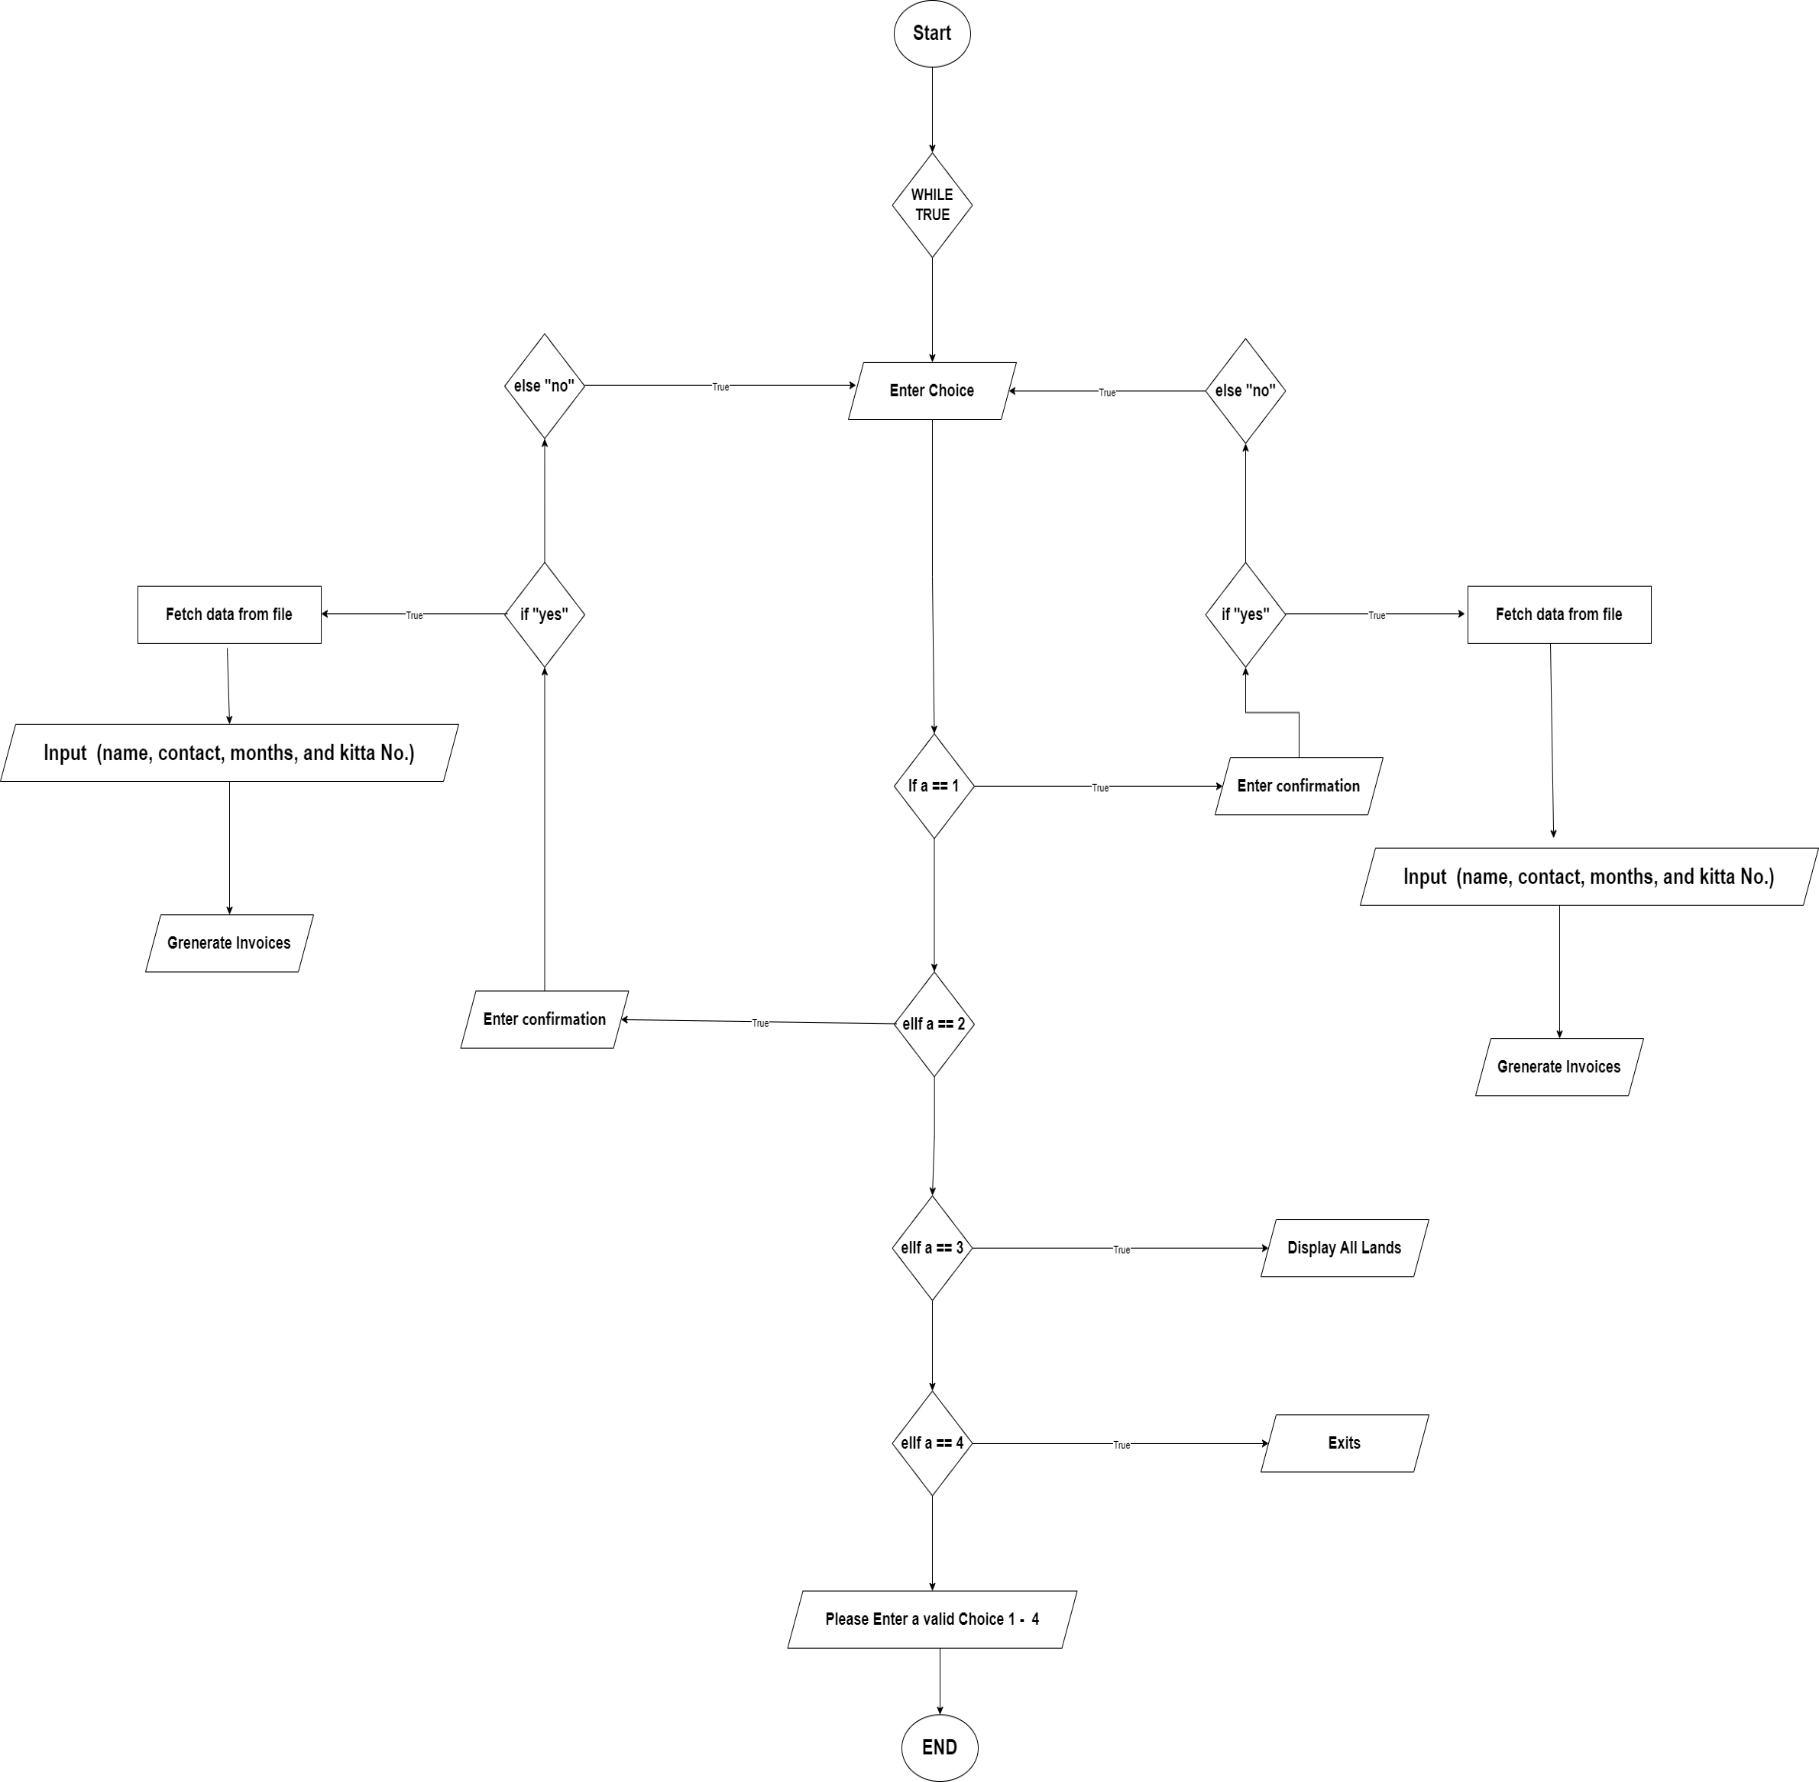 Start
WHILE
TRUE
else "no"
True
Enter Choice
True
else "no"
Fetch data from file
True
if "yes"
if "yes"
True
Fetch data from file
Input  (name, contact, months, and kitta No.)
If a == 1
True
Enter confirmation
Input  (name, contact, months, and kitta No.)
Grenerate Invoices
Enter confirmation
True
elIf a == 2
Grenerate Invoices
elIf a == 3
True
Display All Lands
elIf a == 4
True
Exits
Please Enter a valid Choice 1 -  4
END